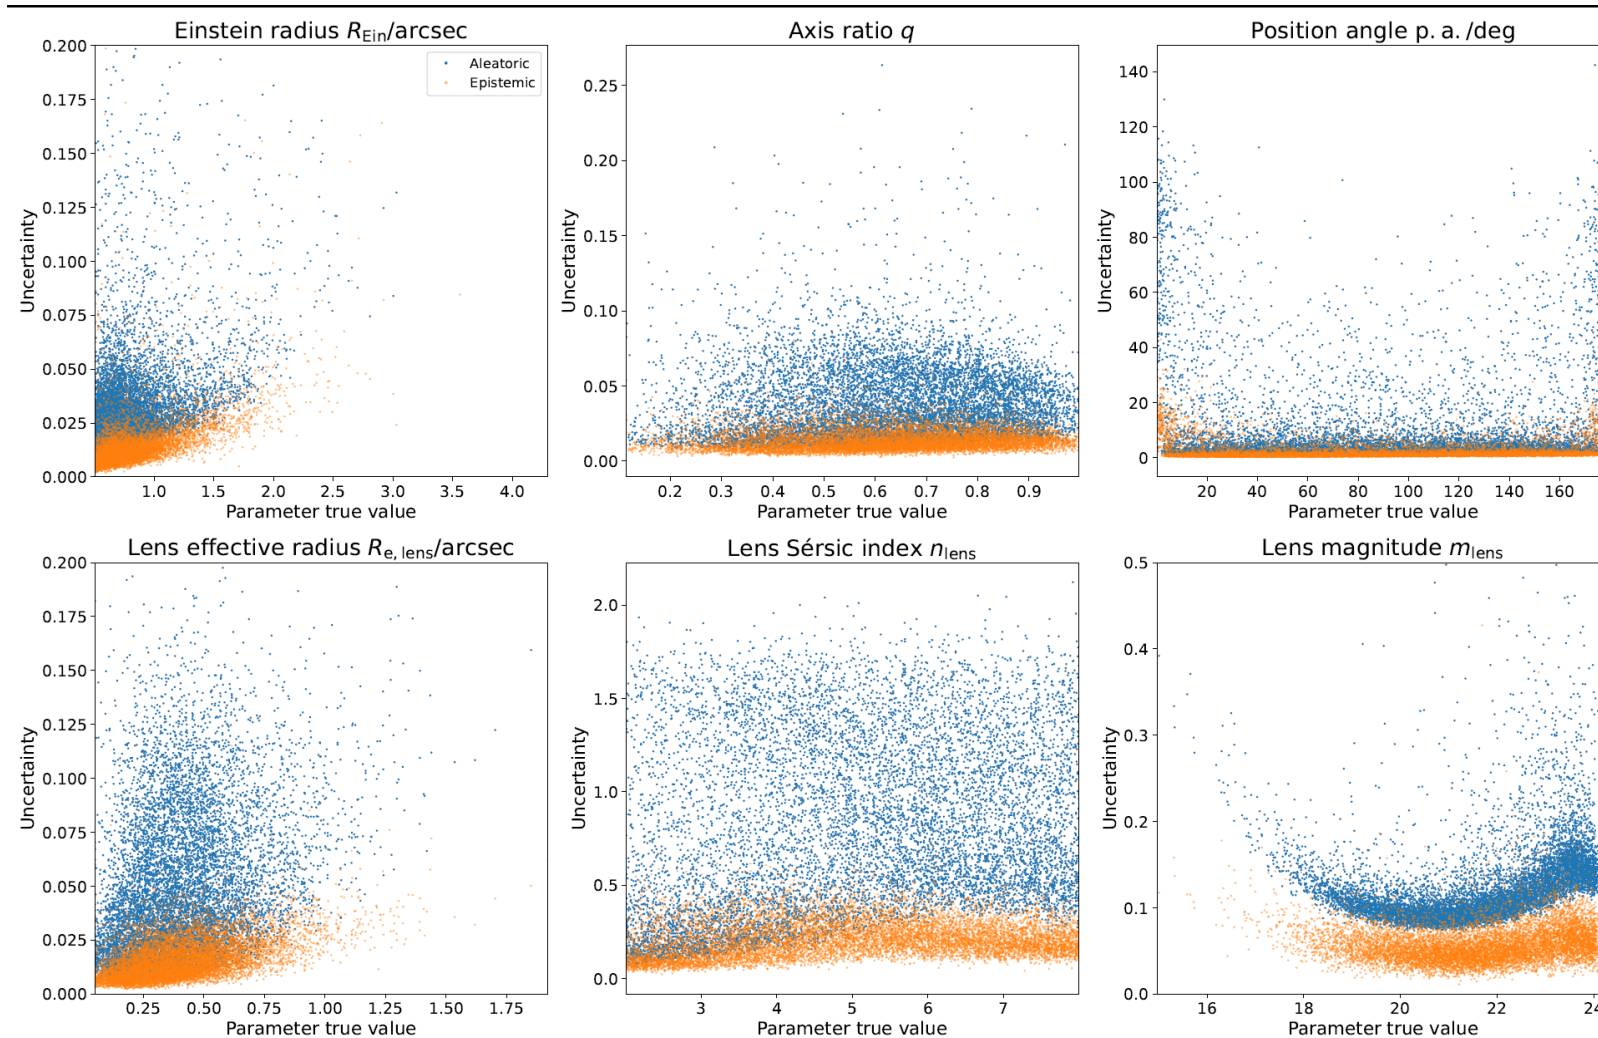 Einstein radius R_Ein/arcsec
Uncertainty
0.200
0.175
0.150
0.125
0.100
0.075
0.050
0.025
0.000
Aleatoric
Epistemic
1.0 1.5 2.0 2.5 3.0 3.5 4.0
Parameter true value
Axis ratio q
Uncertainty
0.25
0.20
0.15
0.10
0.05
0.00
0.2 0.3 0.4 0.5 0.6 0.7 0.8 0.9
Parameter true value
Position angle p. a./deg
Uncertainty
140
120
100
80
60
40
20
0
20 40 60 80 100 120 140 160
Parameter true value
Lens effective radius R_e, lens/arcsec
Uncertainty
0.200
0.175
0.150
0.125
0.100
0.075
0.050
0.025
0.000
0.25 0.50 0.75 1.00 1.25 1.50 1.75
Parameter true value
Lens Sérsic index n_lens
Uncertainty
2.0
1.5
1.0
0.5
0.0
3 4 5 6 7
Parameter true value
Lens magnitude m_lens
Uncertainty
0.5
0.4
0.3
0.2
0.1
0.0
16 18 20 22 24
Parameter true value